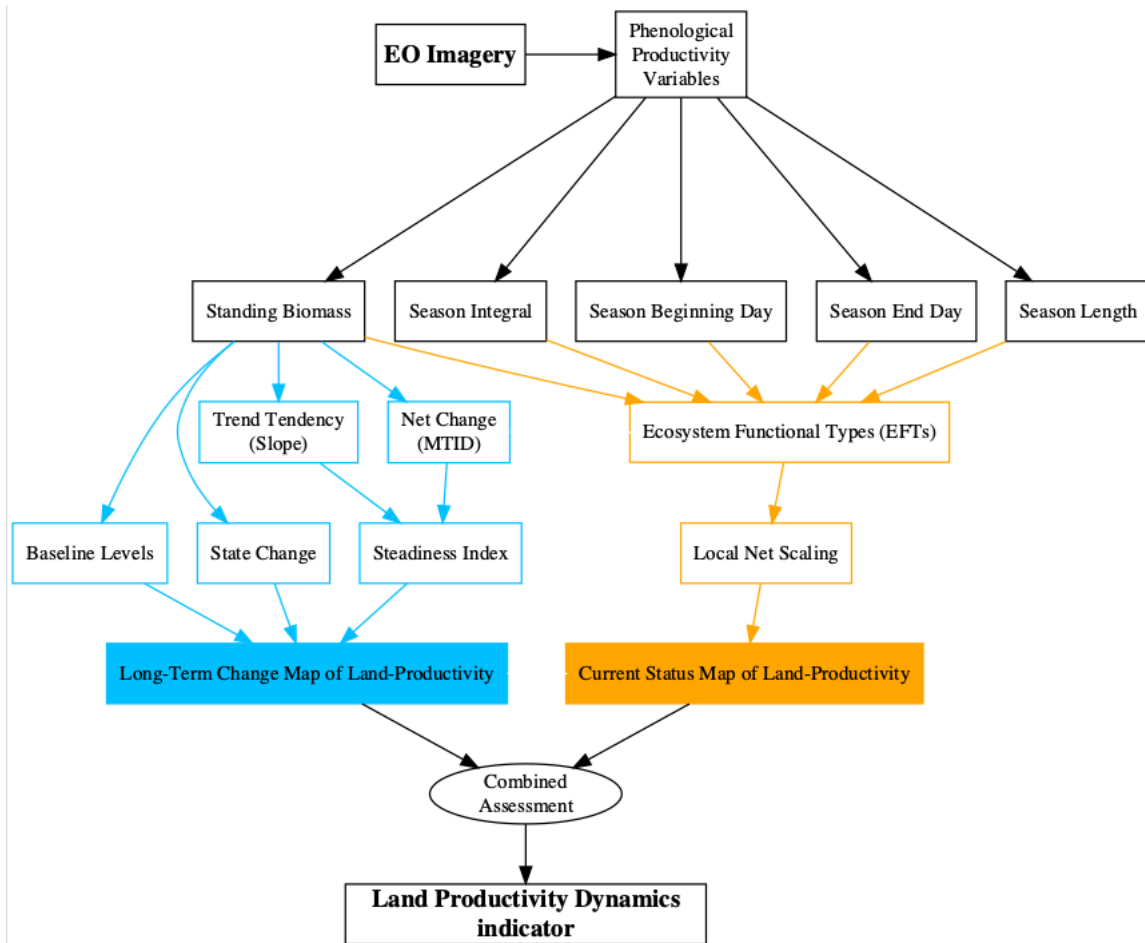 EO Imagery
Phenological
Productivity
Variables
Standing Biomass
Season Integral
Season Beginning Day
Season End Day
Season Length
Trend Tendency
(Slope)
Net Change
(MTID)
Ecosystem Functional Types (EFTs)
Baseline Levels
State Change
Steadiness Index
Local Net Scaling
Long-Term Change Map of Land-Productivity
Current Status Map of Land-Productivity
Combined
Assessment
Land Productivity Dynamics
indicator